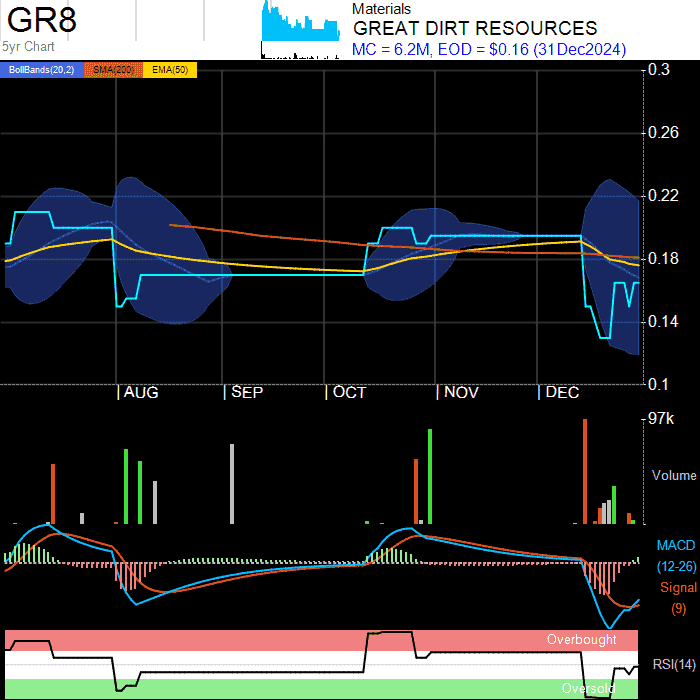 GR8
5yr Chart
Materials
GREAT DIRT RESOURCES
MC = 6.2M, EOD = $0.16 (31Dec2024)
BollBands(20,2) SMA(200) EMA(50)
0.3
0.26
0.22
0.18
0.14
0.1
AUG SEP OCT NOV DEC
97k
Volume
MACD
(12-26)
Signal
(9)
Overbought
RSI(14)
Oversold